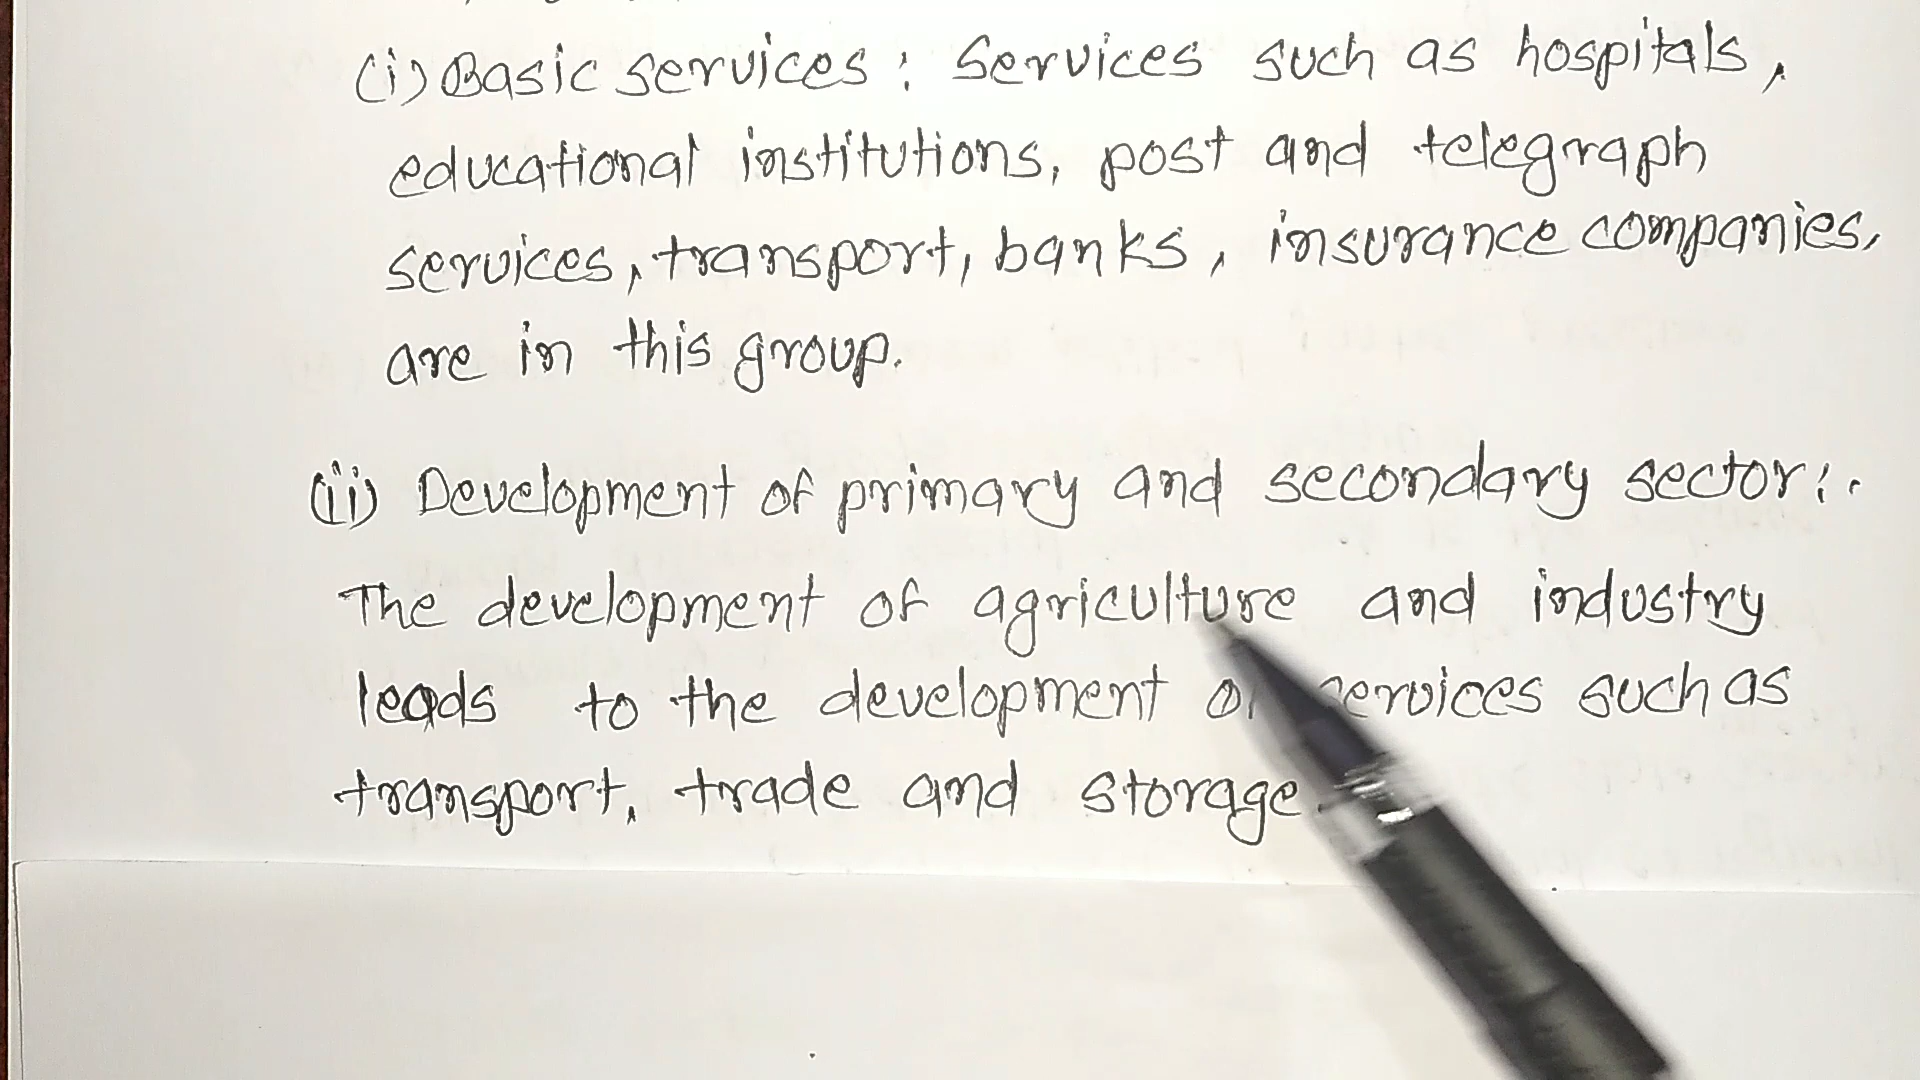 (i) Basic services : Services such as hospitals,
educational institutions, post and telegraph
services, transport, banks, insurance companies,
are in this group.
(ii) Development of primary and secondary sector:.
The development of agriculture and industry
leads to the development services such as
transport, trade and storage